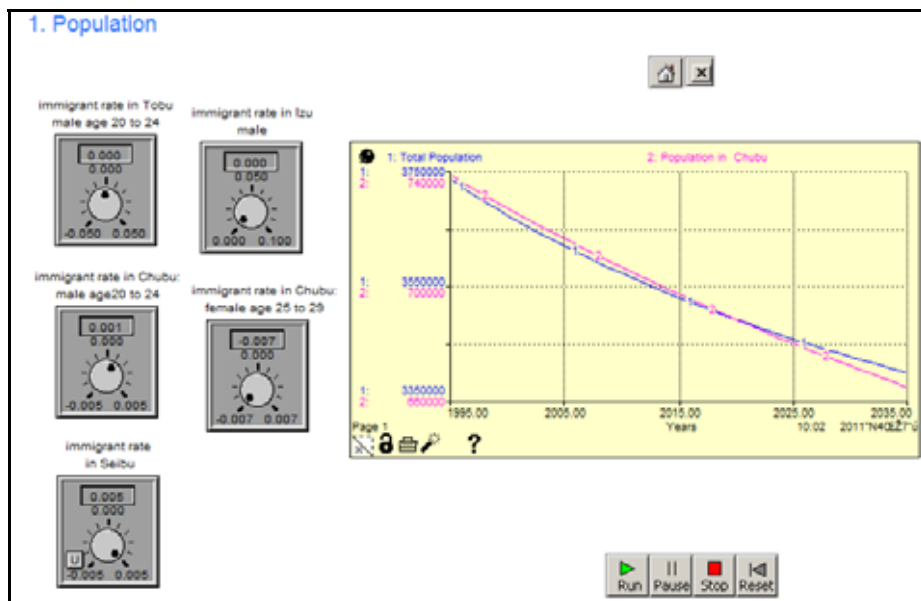 1. Population
immigrant rate in Tobu
male age 20 to 24
0.000
0.000
-0.050 0.050
immigrant rate in Izu
male
0.000
0.050
0.000 0.100
immigrant rate in Chubu:
male age20 to 24
0.001
0.000
-0.005 0.005
immigrant rate in Chubu:
female age 25 to 29
-0.007
0.000
-0.007 0.007
immigrant rate
in Seibu
0.005
0.000
U
-0.005 0.005
1: Total Population 2: Population in Chubu
1: 3750000
2: 740000
1: 3550000
2: 700000
1: 3350000
2: 660000
1995.00 2005.00 2015.00 2025.00 2035.00
Page 1 Years 10:02
?
Run Pause Stop Reset